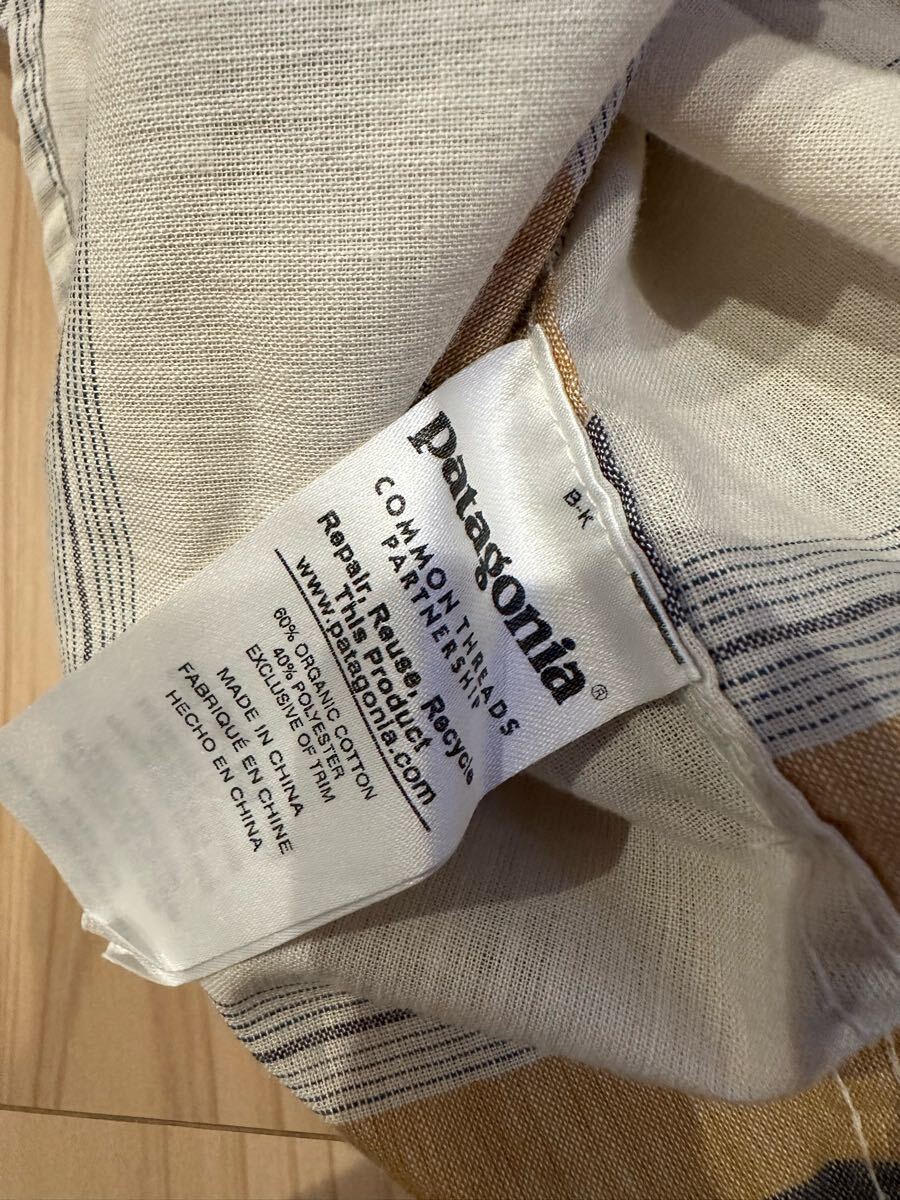 B-K
patagonia®
COMMON THREADS
PARTNERSHIP
Repair, Reuse, Recycle
This Product
www.patagonia.com
60% ORGANIC COTTON
40% POLYESTER
EXCLUSIVE OF TRIM
MADE IN CHINA
FABRIQUÉ EN CHINE
HECHO EN CHINA